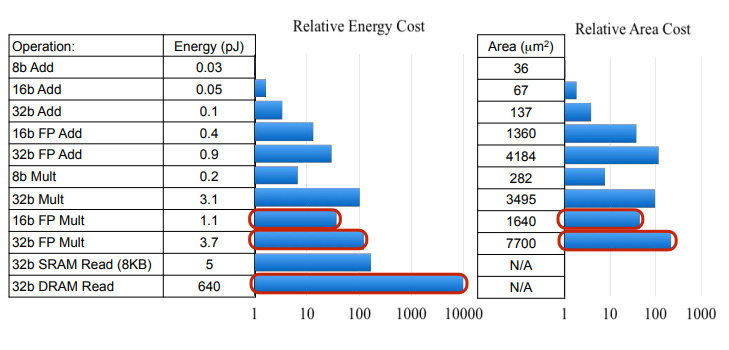 Relative Energy Cost
Relative Area Cost
Operation: Energy (pJ) Area (μm²)
8b Add 0.03 36
16b Add 0.05 67
32b Add 0.1 137
16b FP Add 0.4 1360
32b FP Add 0.9 4184
8b Mult 0.2 282
32b Mult 3.1 3495
16b FP Mult 1.1 1640
32b FP Mult 3.7 7700
32b SRAM Read (8KB) 5 N/A
32b DRAM Read 640 N/A
1 10 100 1000 10000 1 10 100 1000